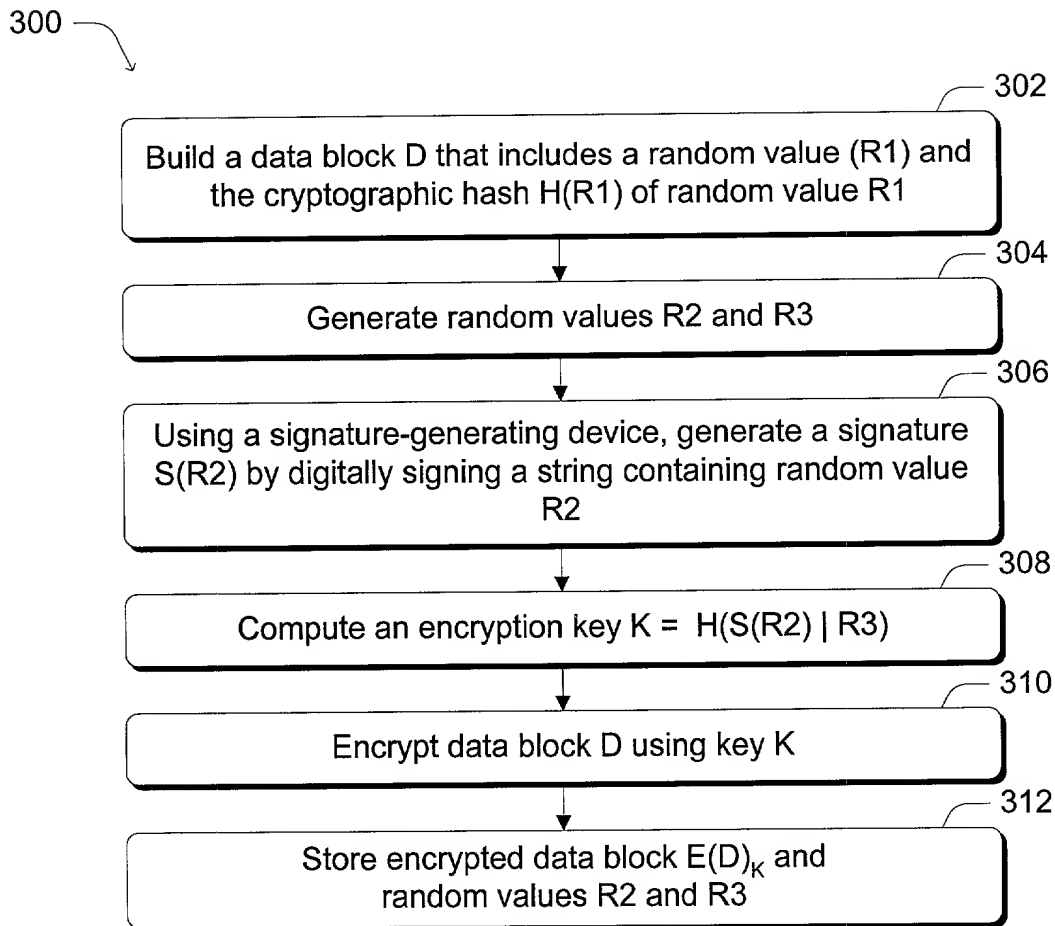 300
302
Build a data block D that includes a random value (R1) and
the cryptographic hash H(R1) of random value R1
304
Generate random values R2 and R3
306
Using a signature-generating device, generate a signature
S(R2) by digitally signing a string containing random value
R2
308
Compute an encryption key K = H(S(R2) | R3)
310
Encrypt data block D using key K
312
Store encrypted data block E(D)K and
random values R2 and R3